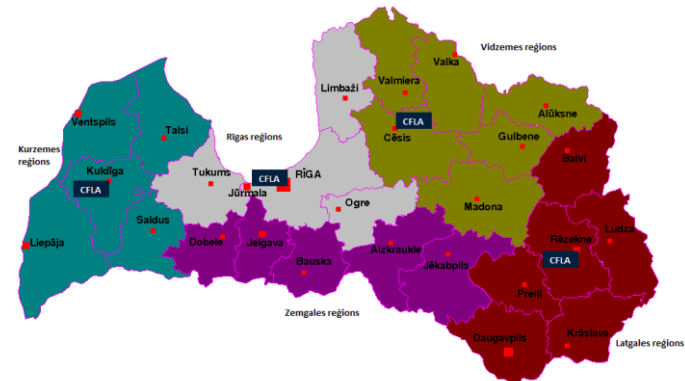 Vidzemes reģions
Valka
Valmiera
Limbaži
Alūksne
CFLA
Ventspils
Talsi
Cēsis
Gulbene
Rīgas reģions
Kurzemes
reģions
Balvi
Kuldīga
CFLA
Tukums
CFLA
RĪGA
Jūrmala
Ogre
Madona
Saldus
Liepāja
Dobele
Jelgava
Bauska
Aizkraukle
Jēkabpils
Rēzekne
Ludza
CFLA
Preiļi
Zemgales reģions
Daugavpils
Krāslava
Latgales reģions